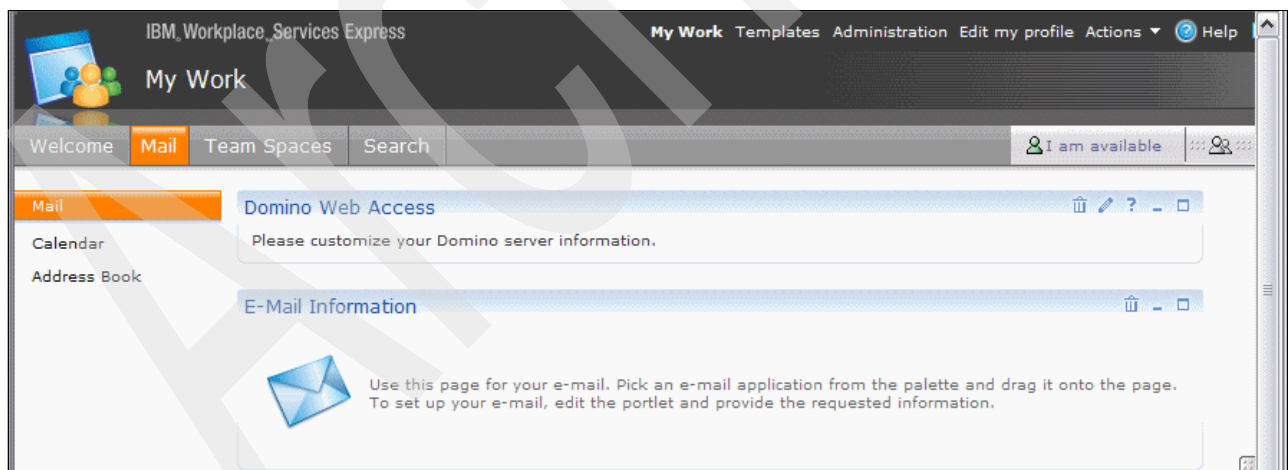 IBM Workplace Services Express
My Work Templates Administration Edit my profile Actions ▼ ? Help
My Work
Welcome Mail Team Spaces Search I am available
Mail
Calendar
Address Book
Domino Web Access
Please customize your Domino server information.
E-Mail Information
Use this page for your e-mail. Pick an e-mail application from the palette and drag it onto the page.
To set up your e-mail, edit the portlet and provide the requested information.